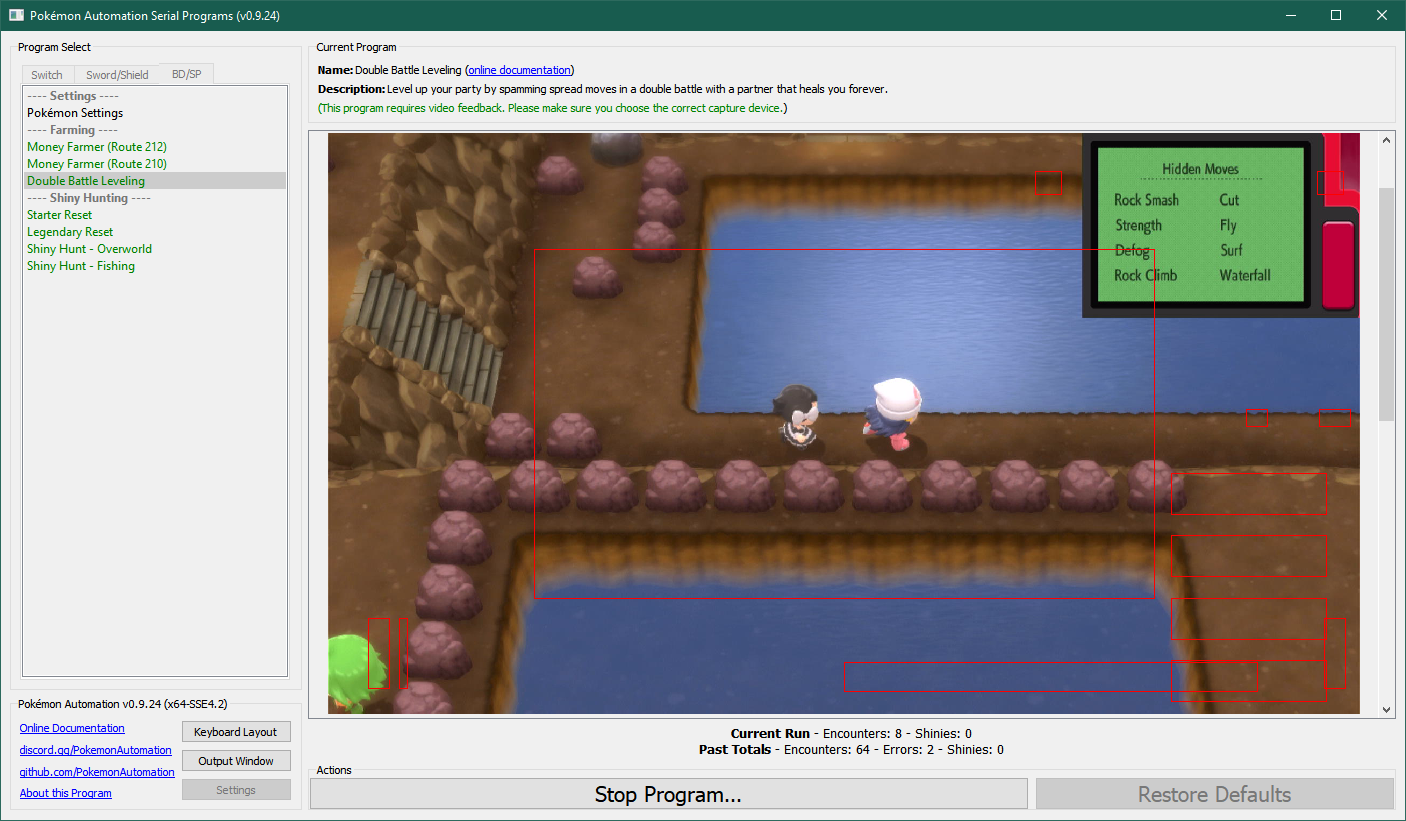 Pokémon Automation Serial Programs (v0.9.24)
Program Select
Switch
Sword/Shield
BD/SP
---- Settings ----
Pokémon Settings
---- Farming ----
Money Farmer (Route 212)
Money Farmer (Route 210)
Double Battle Leveling
---- Shiny Hunting ----
Starter Reset
Legendary Reset
Shiny Hunt - Overworld
Shiny Hunt - Fishing
Pokémon Automation v0.9.24 (x64-SSE4.2)
Online Documentation
Keyboard Layout
discord.gg/PokemonAutomation
Output Window
github.com/PokemonAutomation
Settings
About this Program
Current Program
Name: Double Battle Leveling (online documentation)
Description: Level up your party by spamming spread moves in a double battle with a partner that heals you forever.
(This program requires video feedback. Please make sure you choose the correct capture device.)
Hidden Moves
Rock Smash Cut
Strength Fly
Defog Surf
Rock Climb Waterfall
Current Run - Encounters: 8 - Shinies: 0
Past Totals - Encounters: 64 - Errors: 2 - Shinies: 0
Actions
Stop Program...
Restore Defaults